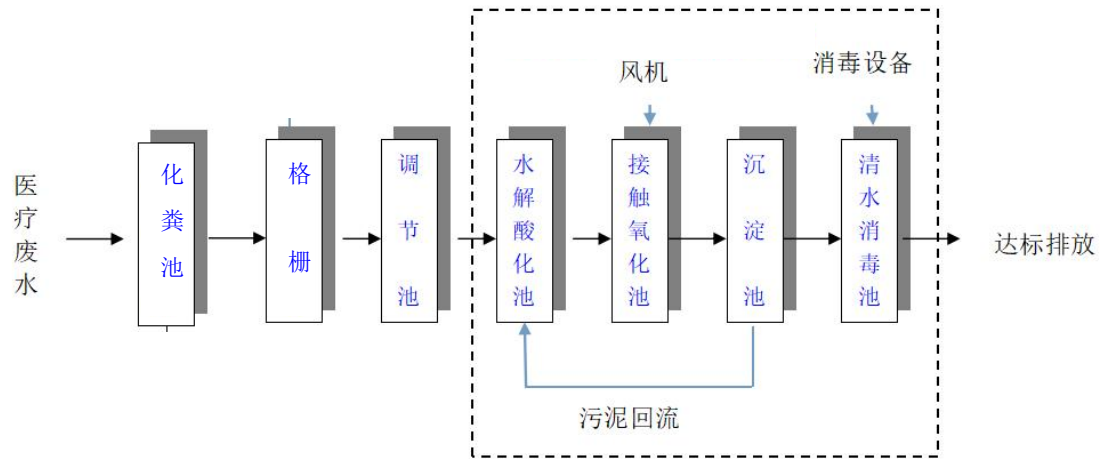 风机
消毒设备
医疗废水
化粪池
格栅
调节池
水解酸化池
接触氧化池
沉淀池
清水消毒池
达标排放
污泥回流